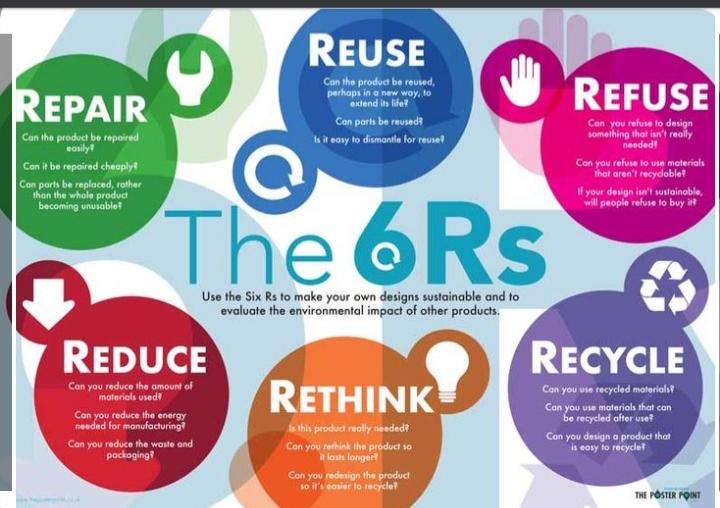 REPAIR
Can the product be repaired
easily?
Can it be repaired cheaply?
Can parts be replaced, rather
than the whole product
becoming unusable?
REUSE
Can the product be reused,
perhaps in a new way, to
extend its life?
Can parts be reused?
Is it easy to dismantle for reuse?
REFUSE
Can you refuse to design
something that isn't really
needed?
Can you refuse to use materials
that aren't recyclable?
If your design isn't sustainable,
will people refuse to buy it?
The 6Rs
Use the Six Rs to make your own designs sustainable and to
evaluate the environmental impact of other products.
REDUCE
Can you reduce the amount of
materials used?
Can you reduce the energy
needed for manufacturing?
Can you reduce the waste and
packaging?
RETHINK
Is this product really needed?
Can you rethink the product so
it lasts longer?
Can you redesign the product
so it's easier to recycle?
RECYCLE
Can you use recycled materials?
Can you use materials that can
be recycled after use?
Can you design a product that
is easy to recycle?
THE POSTER POINT